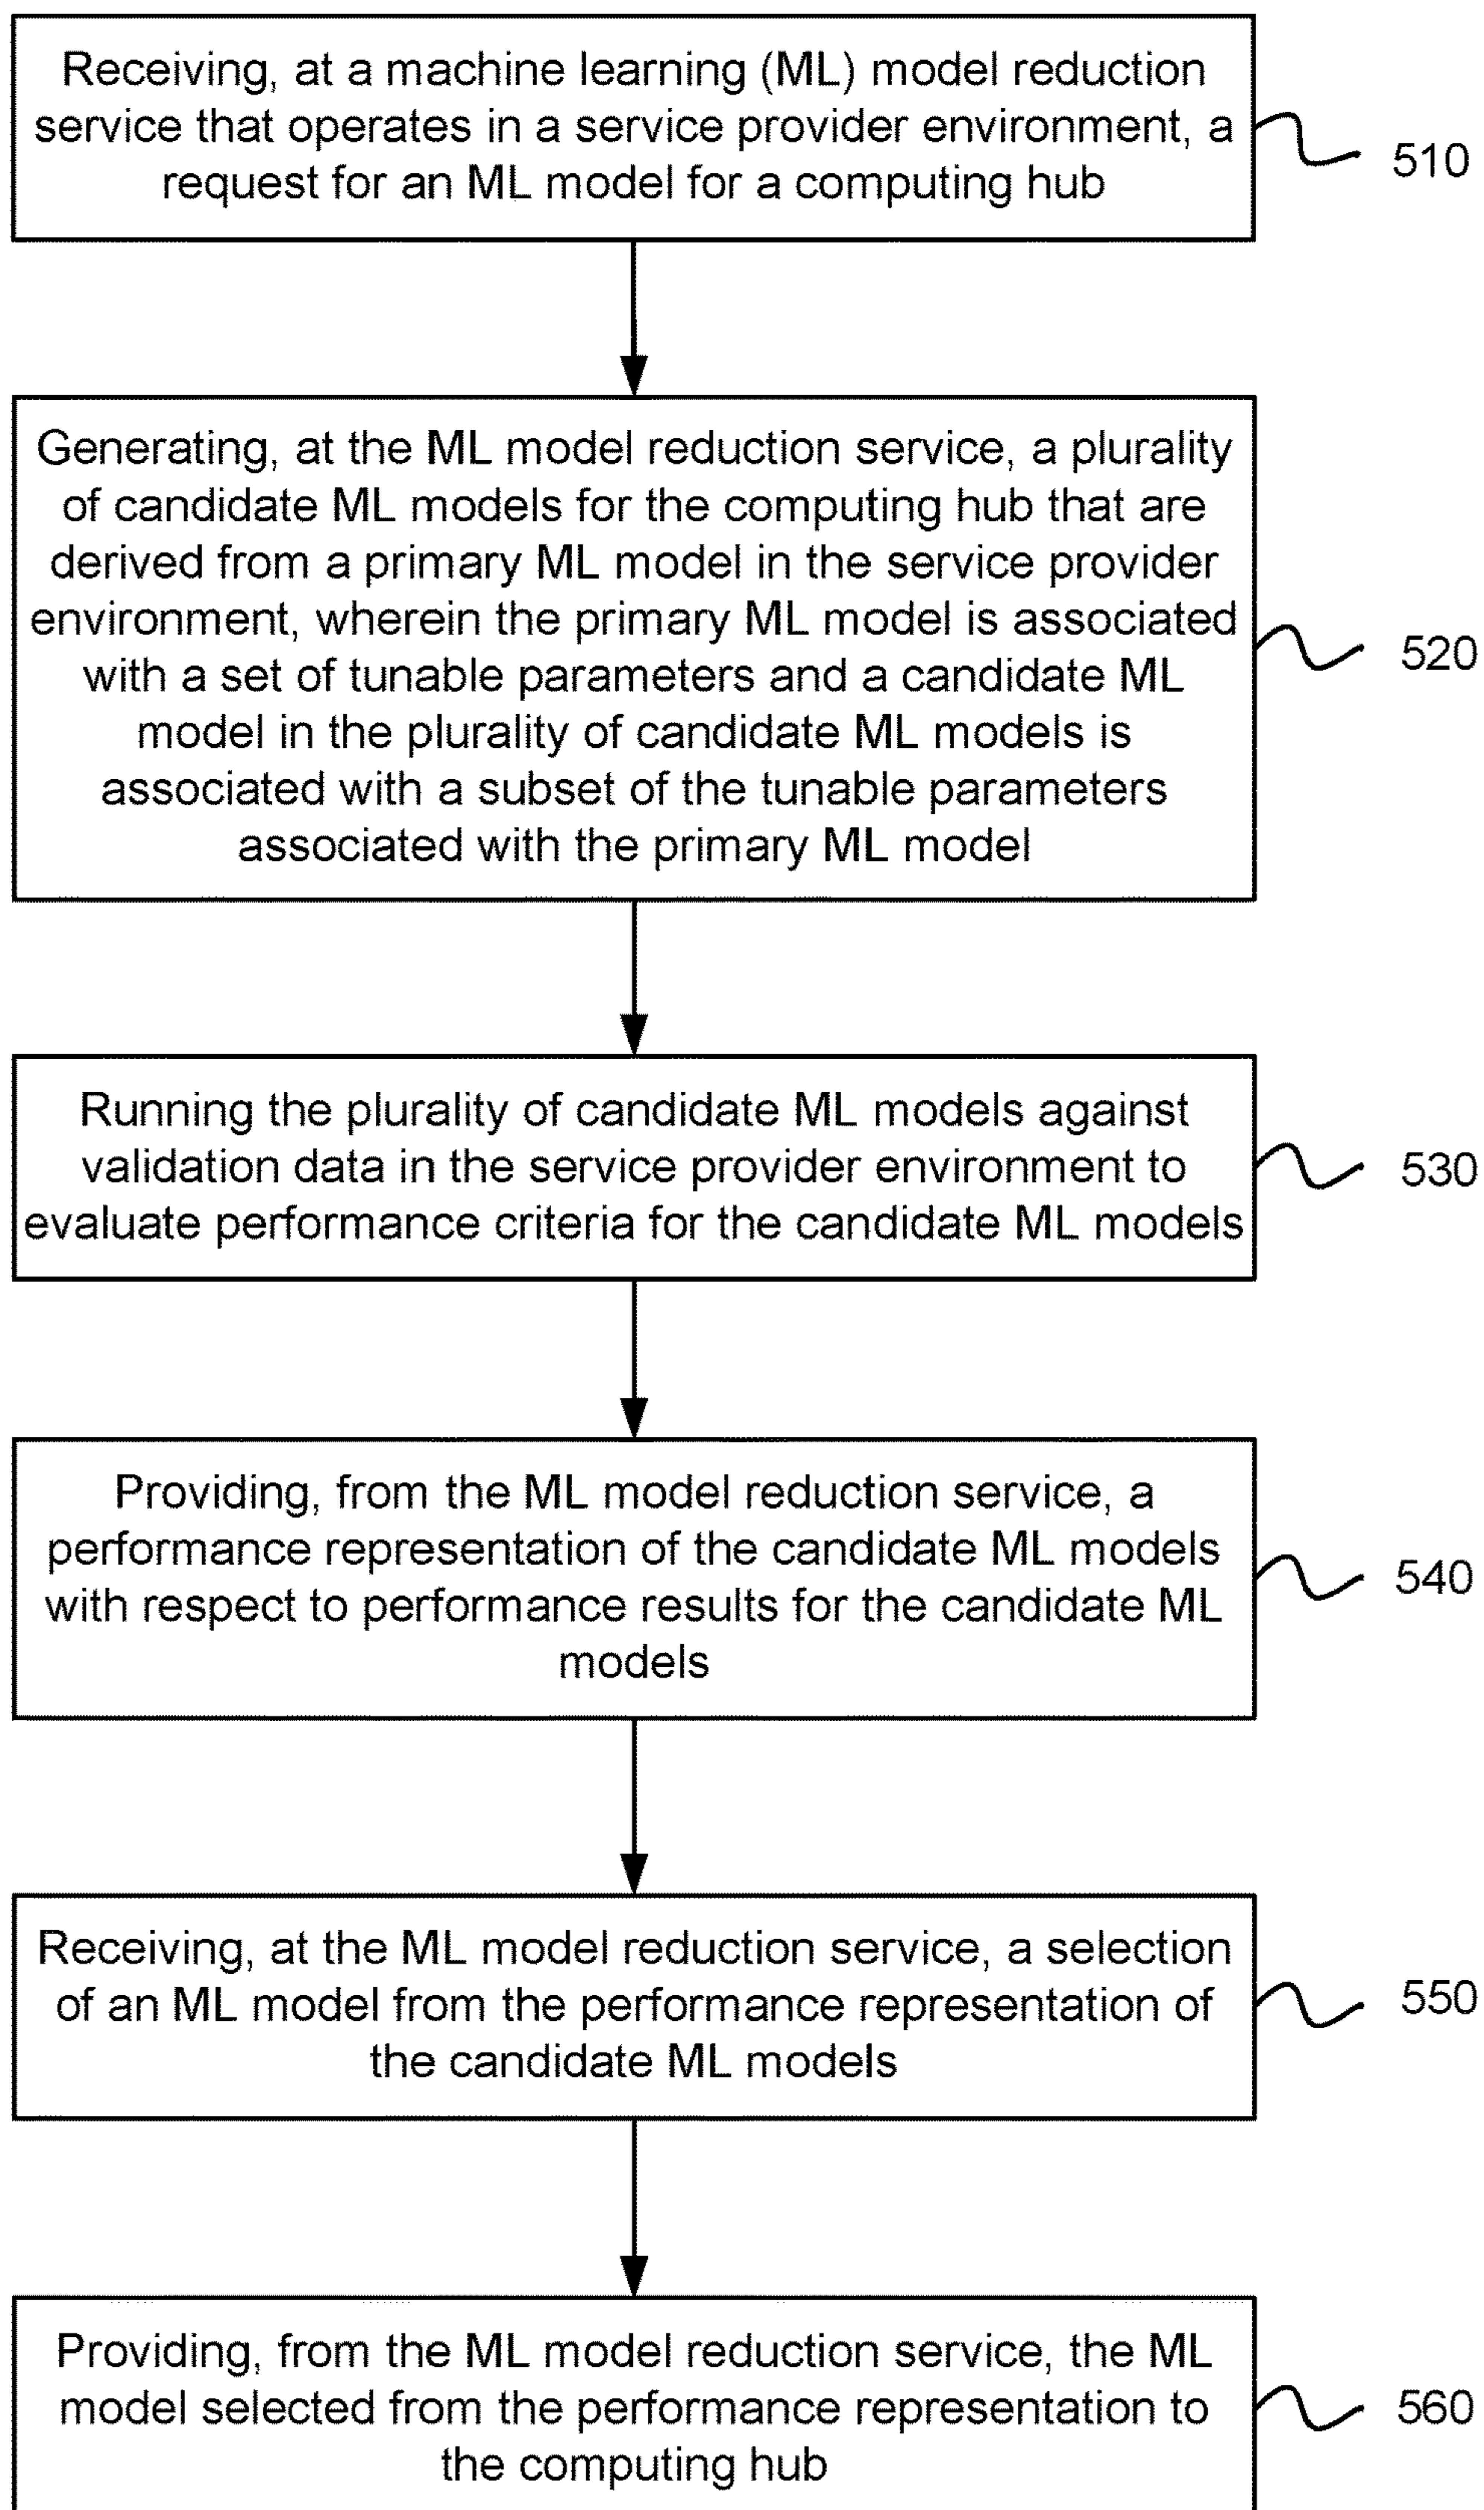 Receiving, at a machine learning (ML) model reduction
service that operates in a service provider environment, a
request for an ML model for a computing hub
510
Generating, at the ML model reduction service, a plurality
of candidate ML models for the computing hub that are
derived from a primary ML model in the service provider
environment, wherein the primary ML model is associated
with a set of tunable parameters and a candidate ML
model in the plurality of candidate ML models is
associated with a subset of the tunable parameters
associated with the primary ML model
520
Running the plurality of candidate ML models against
validation data in the service provider environment to
evaluate performance criteria for the candidate ML models
530
Providing, from the ML model reduction service, a
performance representation of the candidate ML models
with respect to performance results for the candidate ML
models
540
Receiving, at the ML model reduction service, a selection
of an ML model from the performance representation of
the candidate ML models
550
Providing, from the ML model reduction service, the ML
model selected from the performance representation to
the computing hub
560